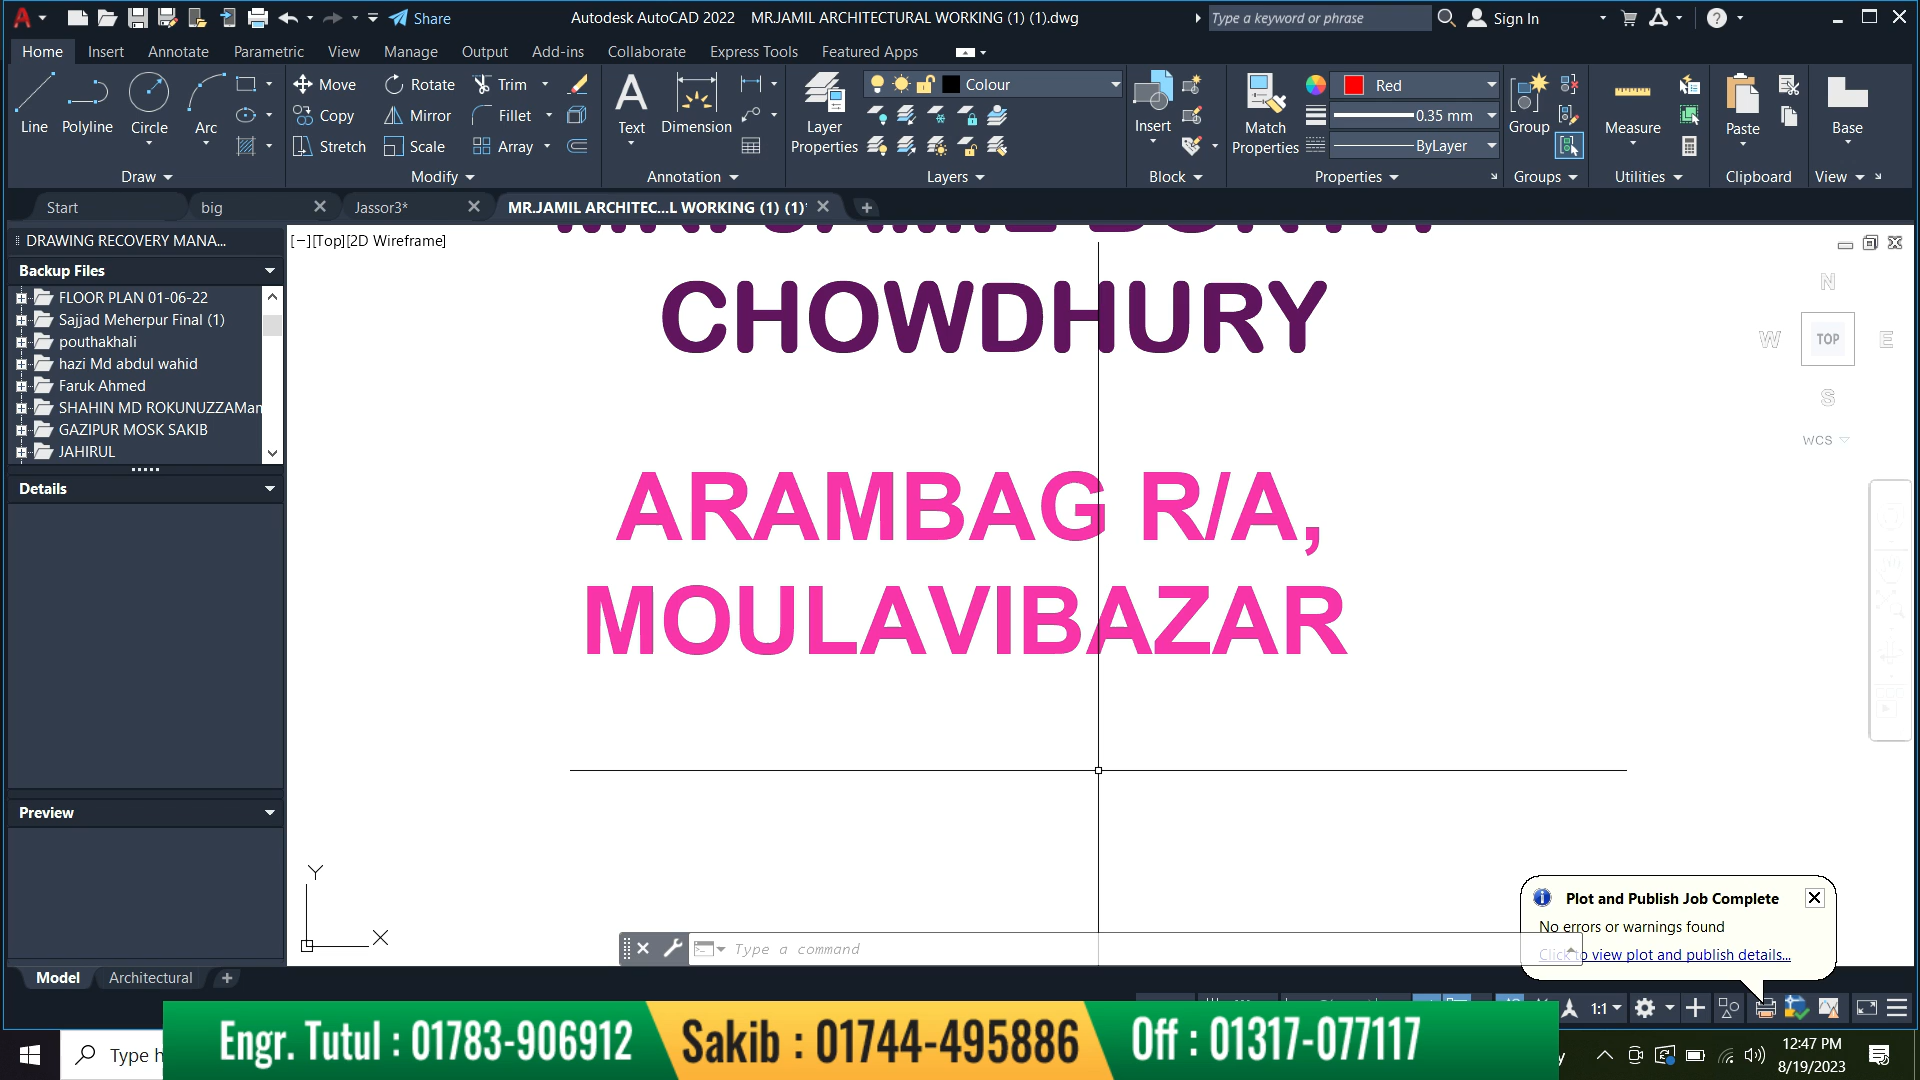 Share
Autodesk AutoCAD 2022 MR.JAMIL ARCHITECTURAL WORKING (1) (1).dwg
Type a keyword or phrase
Sign In
Home Insert Annotate Parametric View Manage Output Add-ins Collaborate Express Tools Featured Apps
Line Polyline Circle Arc
Move Rotate Trim
Copy Mirror Fillet
Stretch Scale Array
Text Dimension
Layer Properties
Colour
Insert
Match Properties
Red
0.35 mm
ByLayer
Group
Measure
Paste
Base
Draw Modify Annotation Layers Block Properties Groups Utilities Clipboard View
Start big Jassor3* MR.JAMIL ARCHITEC...L WORKING (1) (1)*
DRAWING RECOVERY MANA...
[−][Top][2D Wireframe]
Backup Files
FLOOR PLAN 01-06-22
Sajjad Meherpur Final (1)
pouthakhali
hazi Md abdul wahid
Faruk Ahmed
SHAHIN MD ROKUNUZZAMan
GAZIPUR MOSK SAKIB
JAHIRUL
Details
Preview
CHOWDHURY
ARAMBAG R/A,
MOULAVIBAZAR
N
W TOP E
S
WCS
Y
X
Type a command
Plot and Publish Job Complete
No errors or warnings found
Click to view plot and publish details...
Model Architectural
1:1
Type h
Engr. Tutul : 01783-906912
Sakib : 01744-495886
Off : 01317-077117
12:47 PM
8/19/2023